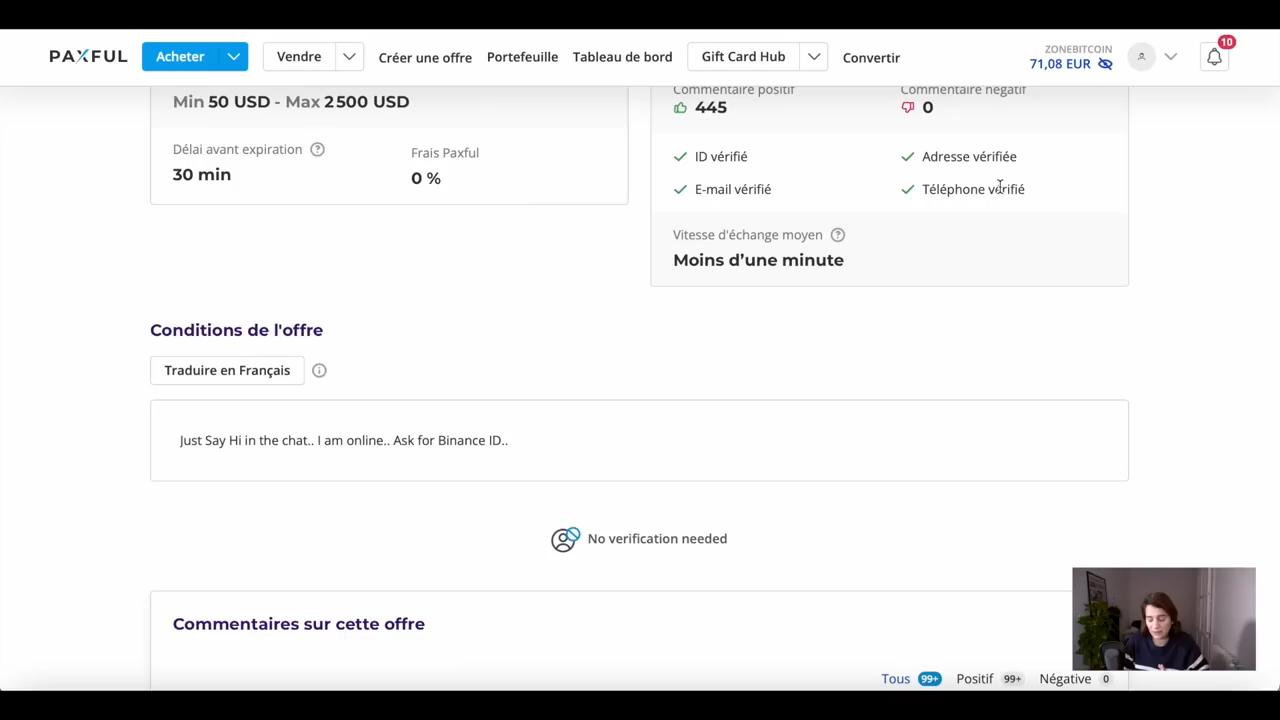 PAXFUL Acheter Vendre Créer une offre Portefeuille Tableau de bord Gift Card Hub Convertir ZONEBITCOIN 10
71,08 EUR
Min 50 USD - Max 2 500 USD
Délai avant expiration
30 min
Frais Paxful
0 %
Commentaire positif
445
Commentaire négatif
0
ID vérifié
Adresse vérifiée
E-mail vérifié
Téléphone vérifié
Vitesse d'échange moyen
Moins d’une minute
Conditions de l'offre
Traduire en Français
Just Say Hi in the chat.. I am online.. Ask for Binance ID..
No verification needed
Commentaires sur cette offre
Tous 99+ Positif 99+ Négative 0